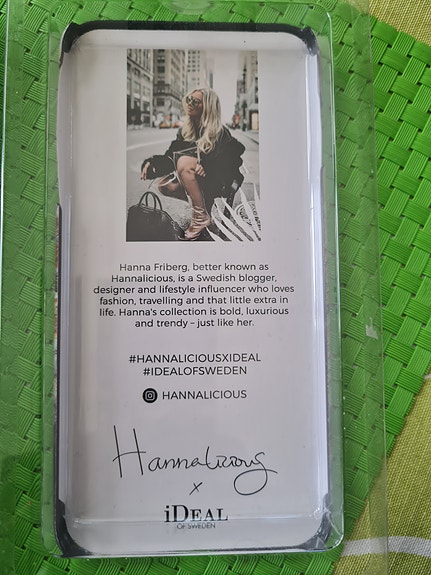 Hanna Friberg, better known as
Hannalicious, is a Swedish blogger,
designer and lifestyle influencer who loves
fashion, travelling and that little extra in
life. Hanna's collection is bold, luxurious
and trendy – just like her.
#HANNALICIOUSXIDEAL
#IDEALOFSWEDEN
HANNALICIOUS
Hannalicious
x
iDEAL
OF SWEDEN